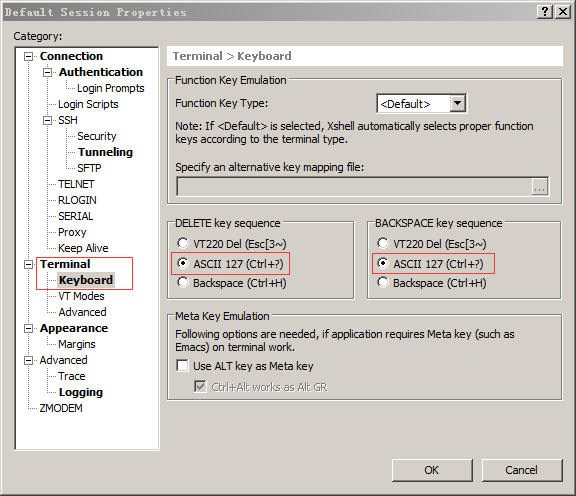 Default Session Properties
Category:
Connection
Authentication
Login Prompts
Login Scripts
SSH
Security
Tunneling
SFTP
TELNET
RLOGIN
SERIAL
Proxy
Keep Alive
Terminal
Keyboard
VT Modes
Advanced
Appearance
Margins
Advanced
Trace
Logging
ZMODEM
Terminal > Keyboard
Function Key Emulation
Function Key Type:
<Default>
Note: If <Default> is selected, Xshell automatically selects proper function
keys according to the terminal type.
Specify an alternative key mapping file:
...
DELETE key sequence
VT220 Del (Esc[3~)
ASCII 127 (Ctrl+?)
Backspace (Ctrl+H)
BACKSPACE key sequence
VT220 Del (Esc[3~)
ASCII 127 (Ctrl+?)
Backspace (Ctrl+H)
Meta Key Emulation
Following options are needed, if application requires Meta key (such as
Emacs) on terminal work.
Use ALT key as Meta key
Ctrl+Alt works as Alt GR
OK
Cancel